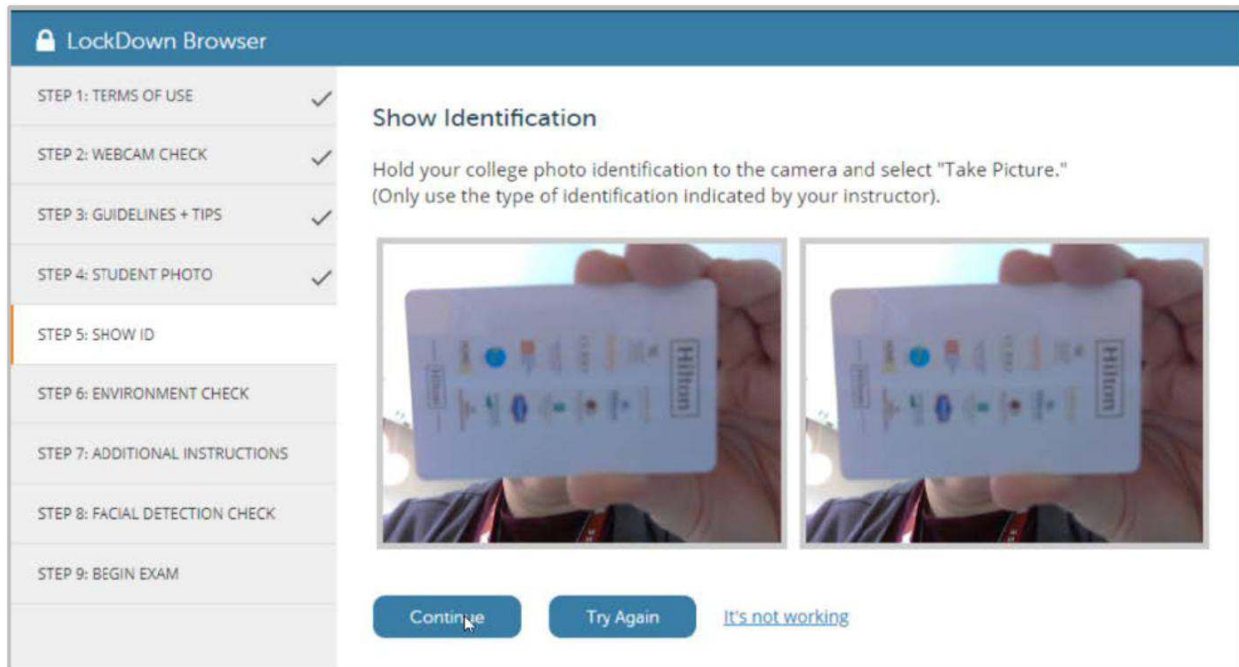 LockDown Browser
STEP 1: TERMS OF USE
STEP 2: WEBCAM CHECK
STEP 3: GUIDELINES + TIPS
STEP 4: STUDENT PHOTO
STEP 5: SHOW ID
STEP 6: ENVIRONMENT CHECK
STEP 7: ADDITIONAL INSTRUCTIONS
STEP 8: FACIAL DETECTION CHECK
STEP 9: BEGIN EXAM
Show Identification
Hold your college photo identification to the camera and select "Take Picture."
(Only use the type of identification indicated by your instructor).
Hilton
Hilton
Hilton
Hilton
Continue
Try Again
It's not working